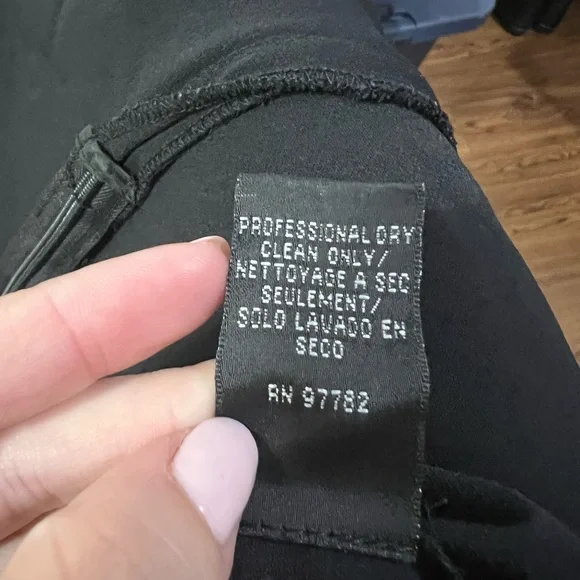 PROFESSIONAL DRY
CLEAN ONLY/
NETTOYAGE A SEC
SEULEMENT/
SOLO LAVADO EN
SECO
RN 97782